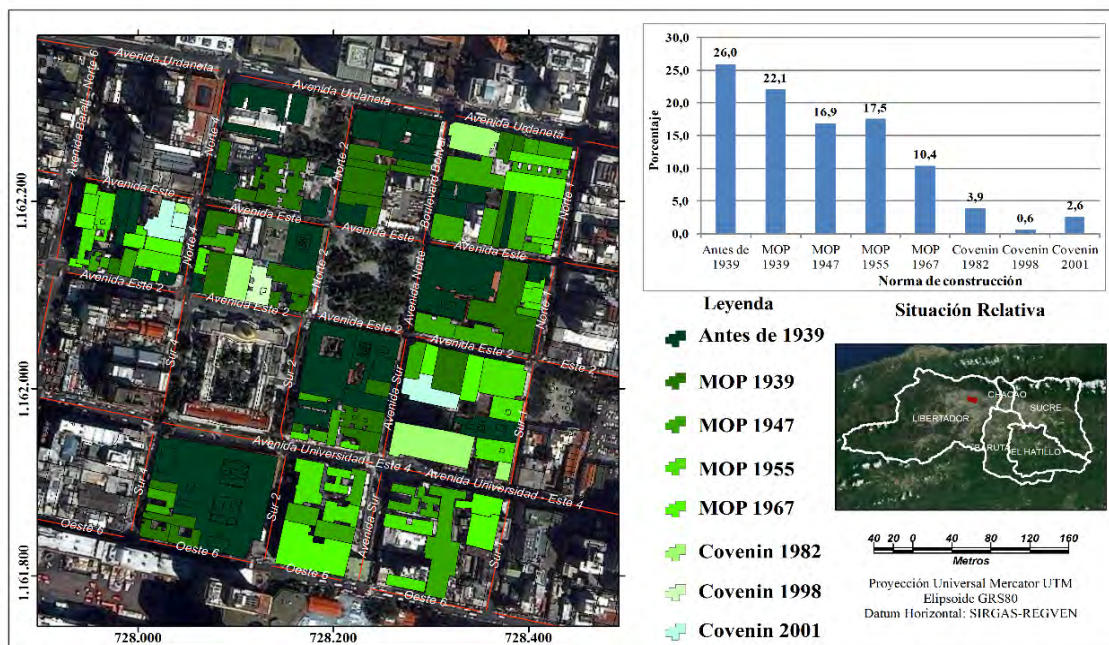 Avenida Urdaneta
Avenida Urdaneta
Avenida Urdaneta
Avenida Baralt - Norte 6
Norte 4
Norte 2
Boulevard Bolivar
Norte 1
Avenida Este
Avenida Este
Avenida Este
Avenida Este
Norte 4
Norte 2
Avenida Norte
Norte 1
Avenida Este 2
Avenida Este 2
Avenida Este 2
Avenida Este 2
Este 2
Sur 4
Sur 2
Avenida Sur
Sur 1
Avenida Universidad - Este 4
Avenida Universidad - Este 4
Sur 4
Sur 2
Avenida Sur
Sur 1
Oeste 6
Oeste 6
Oeste 6
Oeste 6
1.162.200
1.162.000
1.161.800
728.000
728.200
728.400
Porcentaje
30,0
25,0
20,0
15,0
10,0
5,0
0,0
26,0
22,1
16,9
17,5
10,4
3,9
0,6
2,6
Antes de MOP MOP MOP MOP Covenin Covenin Covenin
1939 1939 1947 1955 1967 1982 1998 2001
Norma de construcción
Leyenda
Antes de 1939
MOP 1939
MOP 1947
MOP 1955
MOP 1967
Covenin 1982
Covenin 1998
Covenin 2001
Situación Relativa
LIBERTADOR
CHACAO
SUCRE
BARUTA
EL HATILLO
40 20 0 40 80 120 160
Metros
Proyección Universal Mercator UTM
Elipsoide GRS80
Datum Horizontal: SIRGAS-REGVEN